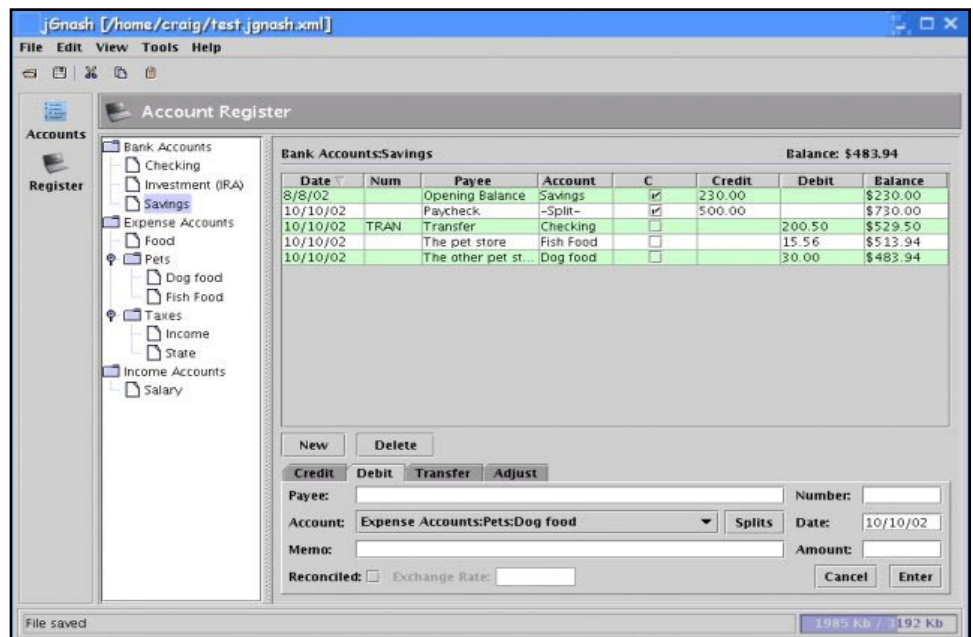 jGnash [/home/craig/test.jgnash.xml]
File Edit View Tools Help
Accounts
Register
Account Register
Bank Accounts
Checking
Investment (IRA)
Savings
Expense Accounts
Food
Pets
Dog food
Fish Food
Taxes
Income
State
Income Accounts
Salary
Bank Accounts:Savings Balance: $483.94
Date Num Payee Account C Credit Debit Balance
8/8/02 Opening Balance Savings 230.00 $230.00
10/10/02 Paycheck -Split- 500.00 $730.00
10/10/02 TRAN Transfer Checking 200.50 $529.50
10/10/02 The pet store Fish Food 15.56 $513.94
10/10/02 The other pet st... Dog food 30.00 $483.94
New Delete
Credit Debit Transfer Adjust
Payee: Number:
Account: Expense Accounts:Pets:Dog food Splits Date: 10/10/02
Memo: Amount:
Reconciled: Exchange Rate: Cancel Enter
File saved 1985 Kb / 3192 Kb